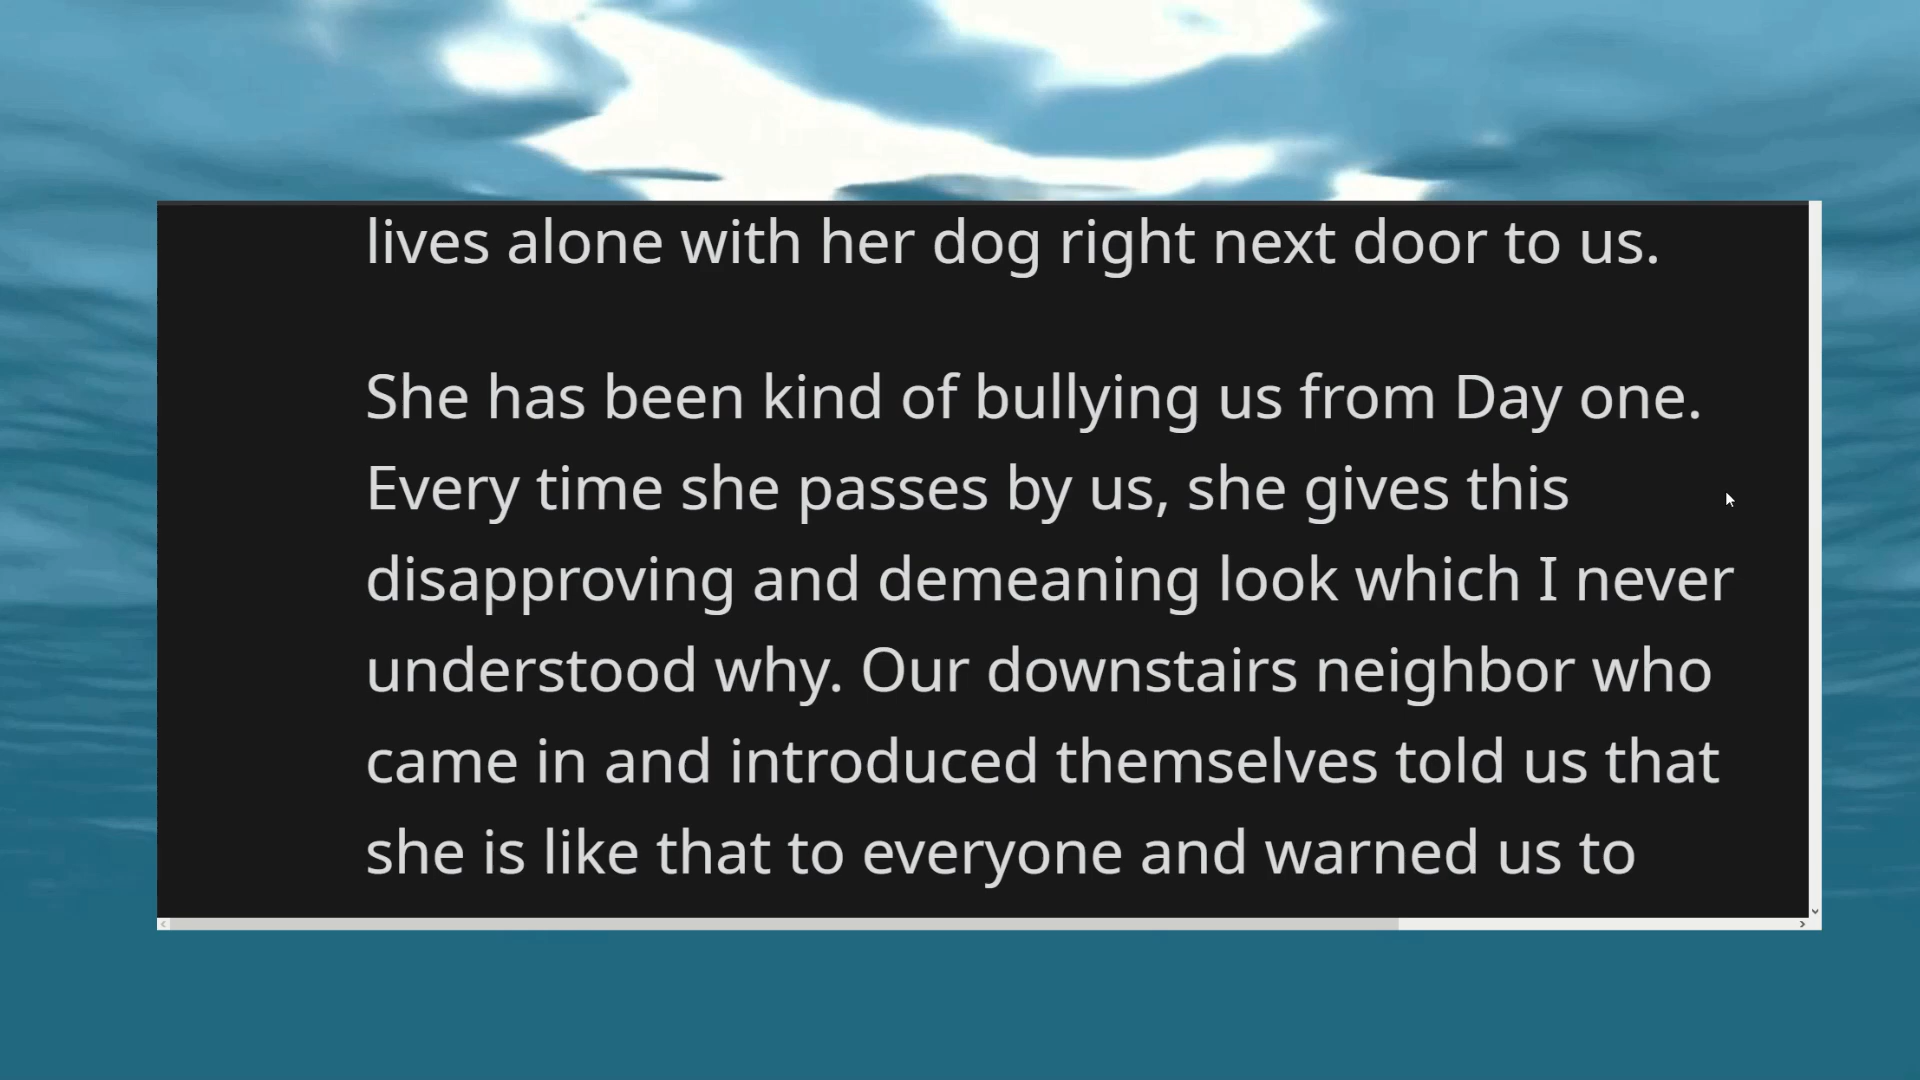 lives alone with her dog right next door to us.
She has been kind of bullying us from Day one.
Every time she passes by us, she gives this
disapproving and demeaning look which I never
understood why. Our downstairs neighbor who
came in and introduced themselves told us that
she is like that to everyone and warned us to